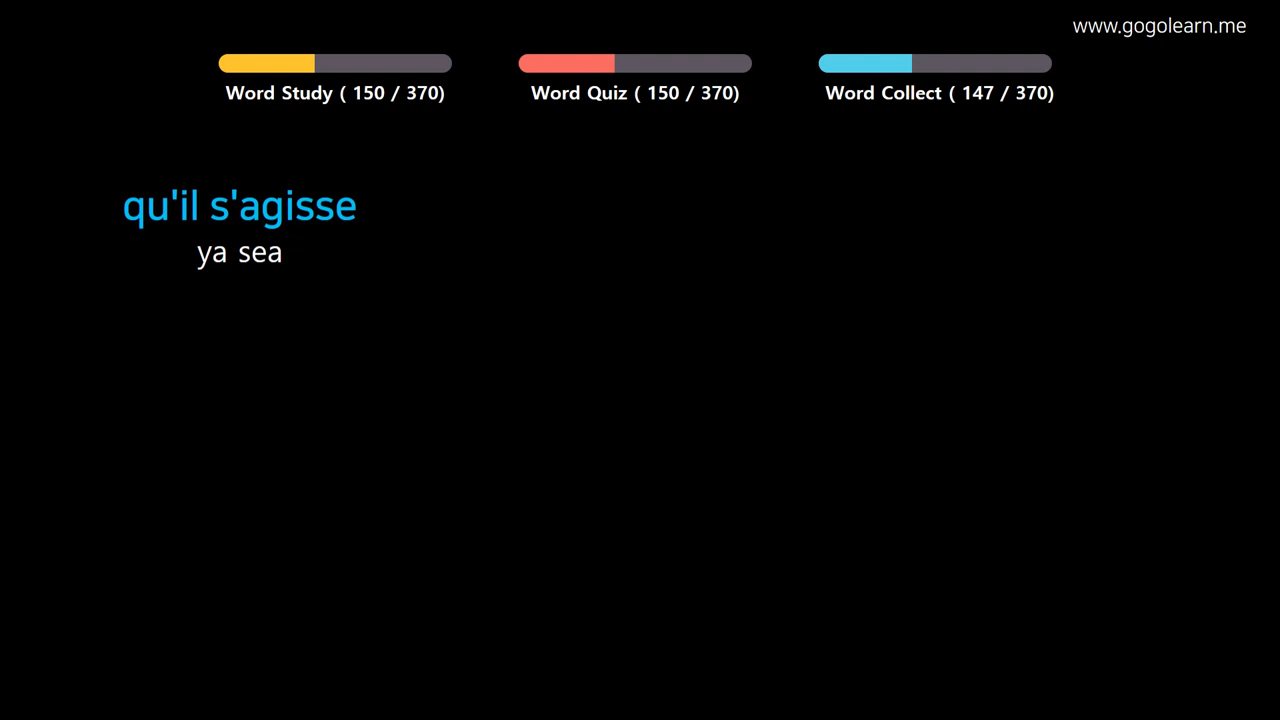 www.gogolearn.me
Word Study ( 150 / 370)
Word Quiz ( 150 / 370)
Word Collect ( 147 / 370)
qu'il s'agisse
ya sea